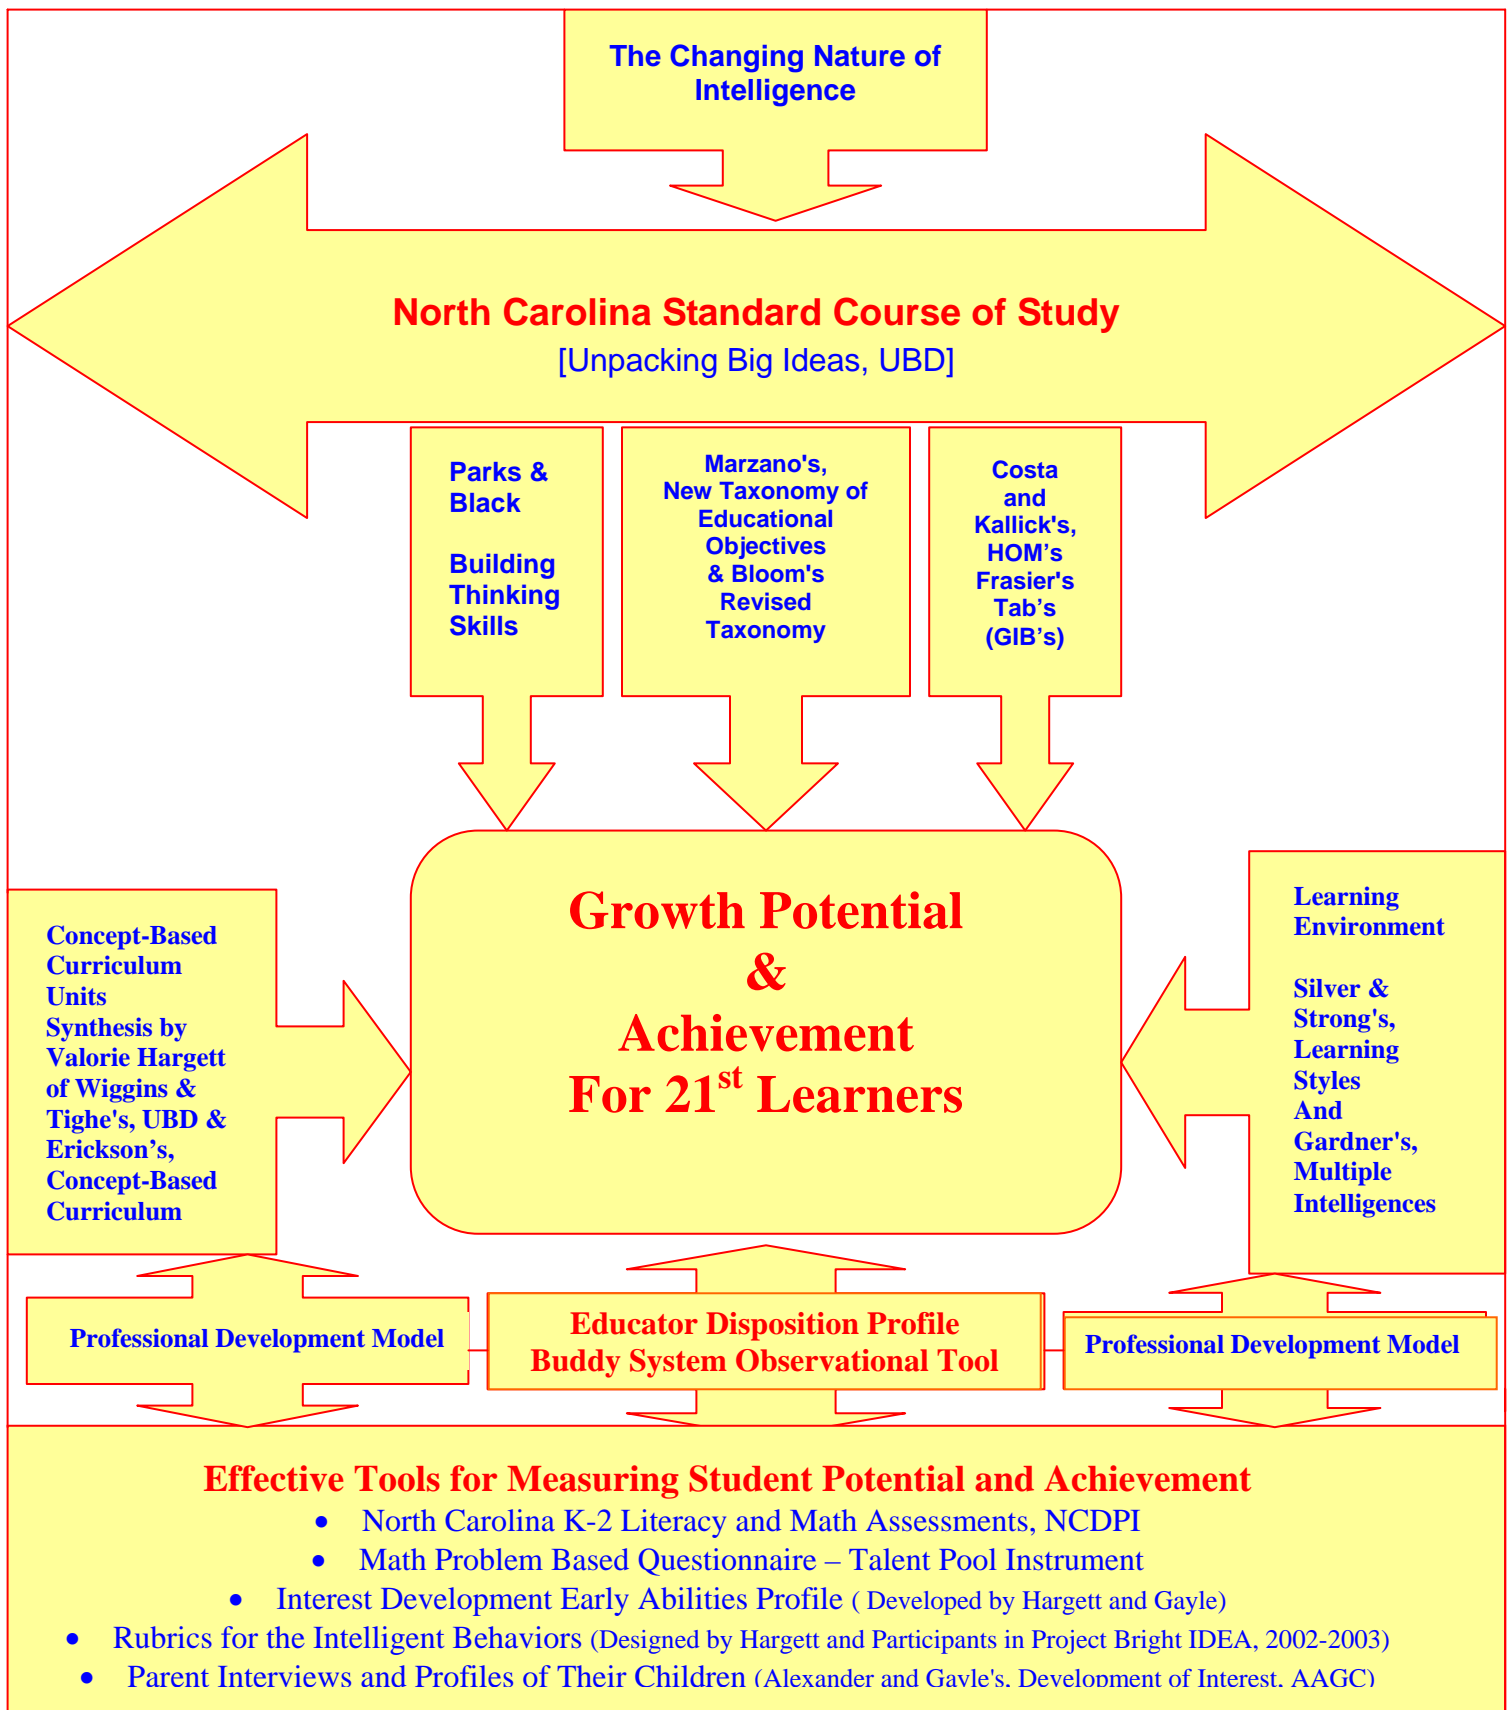 The Changing Nature of
Intelligence
North Carolina Standard Course of Study
[Unpacking Big Ideas, UBD]
Parks &
Black
Building
Thinking
Skills
Marzano's,
New Taxonomy of
Educational
Objectives
& Bloom's
Revised
Taxonomy
Costa
and
Kallick's,
HOM’s
Frasier's
Tab’s
(GIB’s)
Growth Potential
&
Achievement
For 21st Learners
Concept-Based
Curriculum
Units
Synthesis by
Valorie Hargett
of Wiggins &
Tighe's, UBD &
Erickson’s,
Concept-Based
Curriculum
Learning
Environment
Silver &
Strong's,
Learning
Styles
And
Gardner's,
Multiple
Intelligences
Professional Development Model
Educator Disposition Profile
Buddy System Observational Tool
Professional Development Model
Effective Tools for Measuring Student Potential and Achievement
• North Carolina K-2 Literacy and Math Assessments, NCDPI
• Math Problem Based Questionnaire – Talent Pool Instrument
• Interest Development Early Abilities Profile ( Developed by Hargett and Gayle)
• Rubrics for the Intelligent Behaviors (Designed by Hargett and Participants in Project Bright IDEA, 2002-2003)
• Parent Interviews and Profiles of Their Children (Alexander and Gayle's, Development of Interest, AAGC)